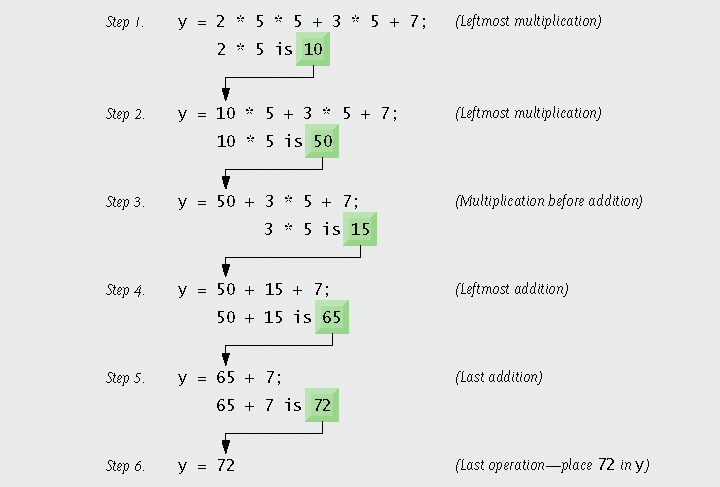 Step 1. y = 2 * 5 * 5 + 3 * 5 + 7; (Leftmost multiplication)
2 * 5 is 10
Step 2. y = 10 * 5 + 3 * 5 + 7; (Leftmost multiplication)
10 * 5 is 50
Step 3. y = 50 + 3 * 5 + 7; (Multiplication before addition)
3 * 5 is 15
Step 4. y = 50 + 15 + 7; (Leftmost addition)
50 + 15 is 65
Step 5. y = 65 + 7; (Last addition)
65 + 7 is 72
Step 6. y = 72 (Last operation—place 72 in y)